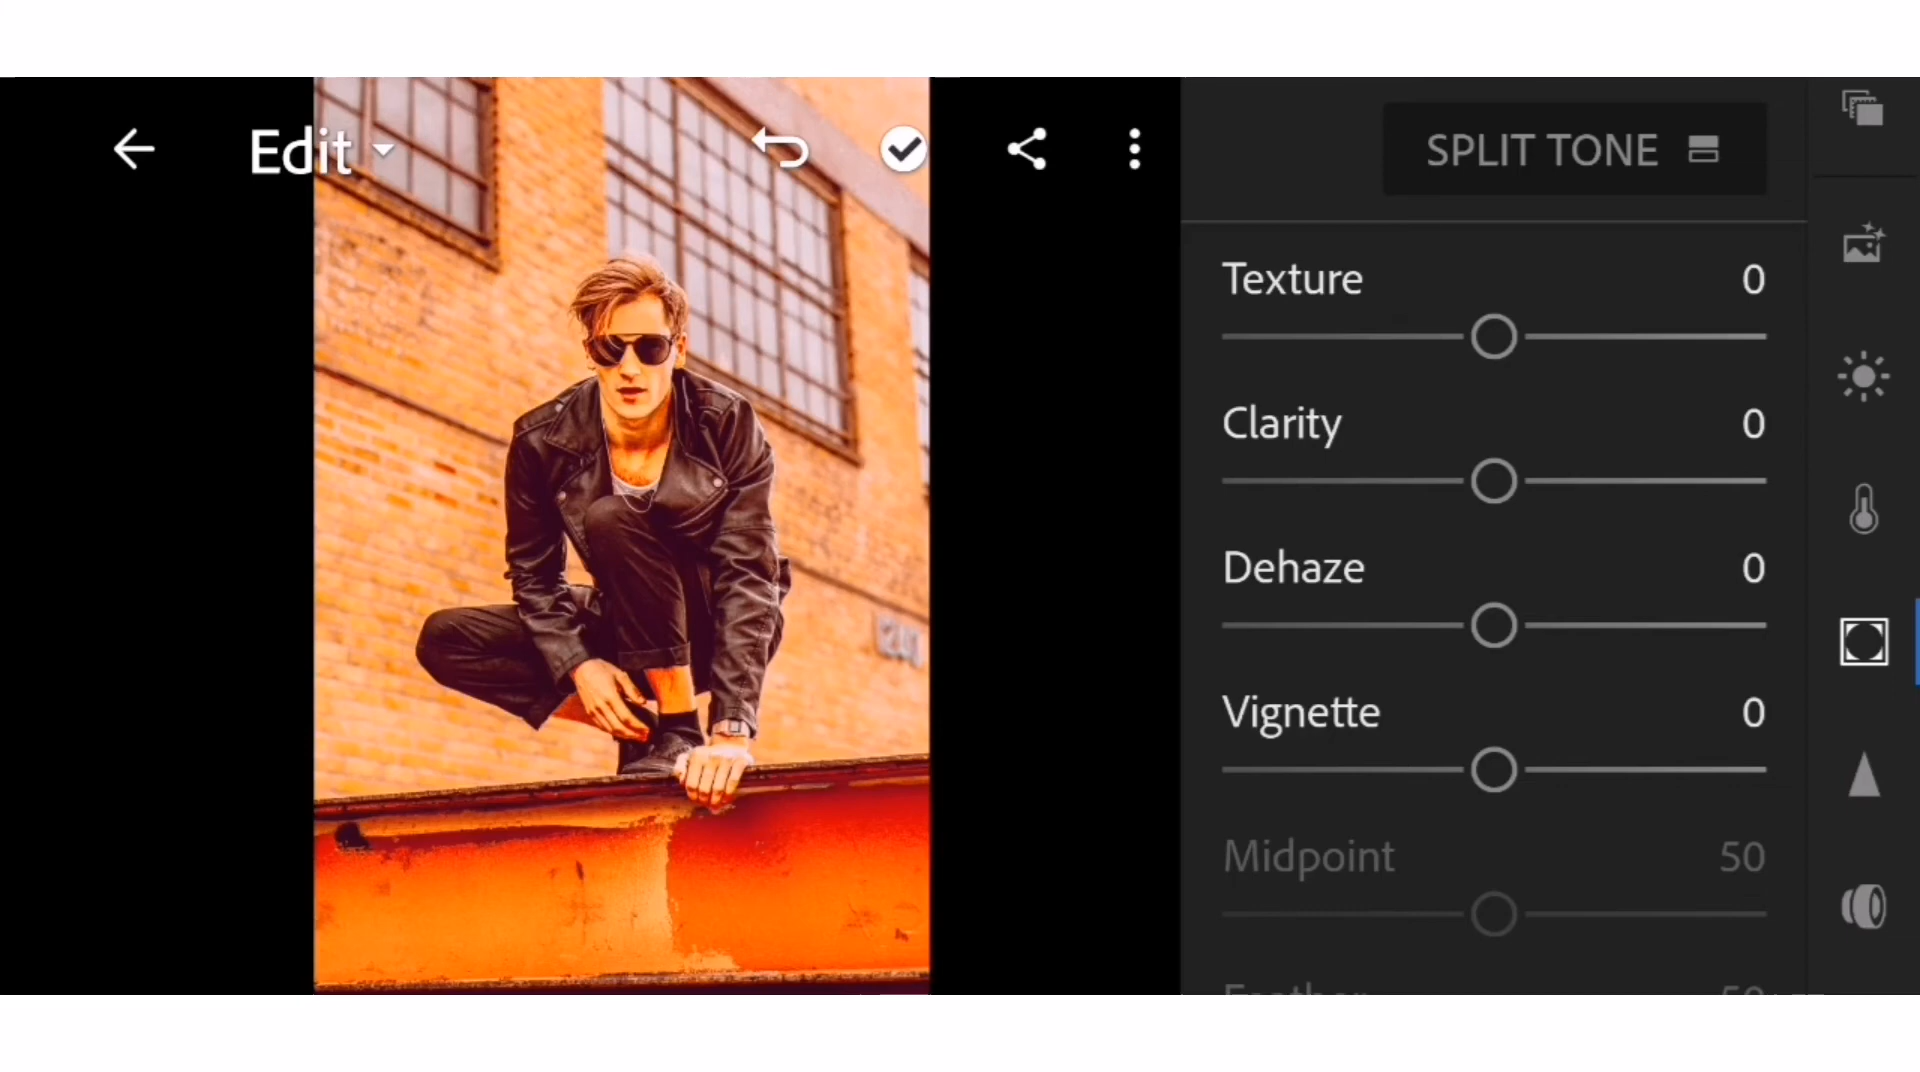 Edit
SPLIT TONE
Texture 0
Clarity 0
Dehaze 0
Vignette 0
Midpoint 50